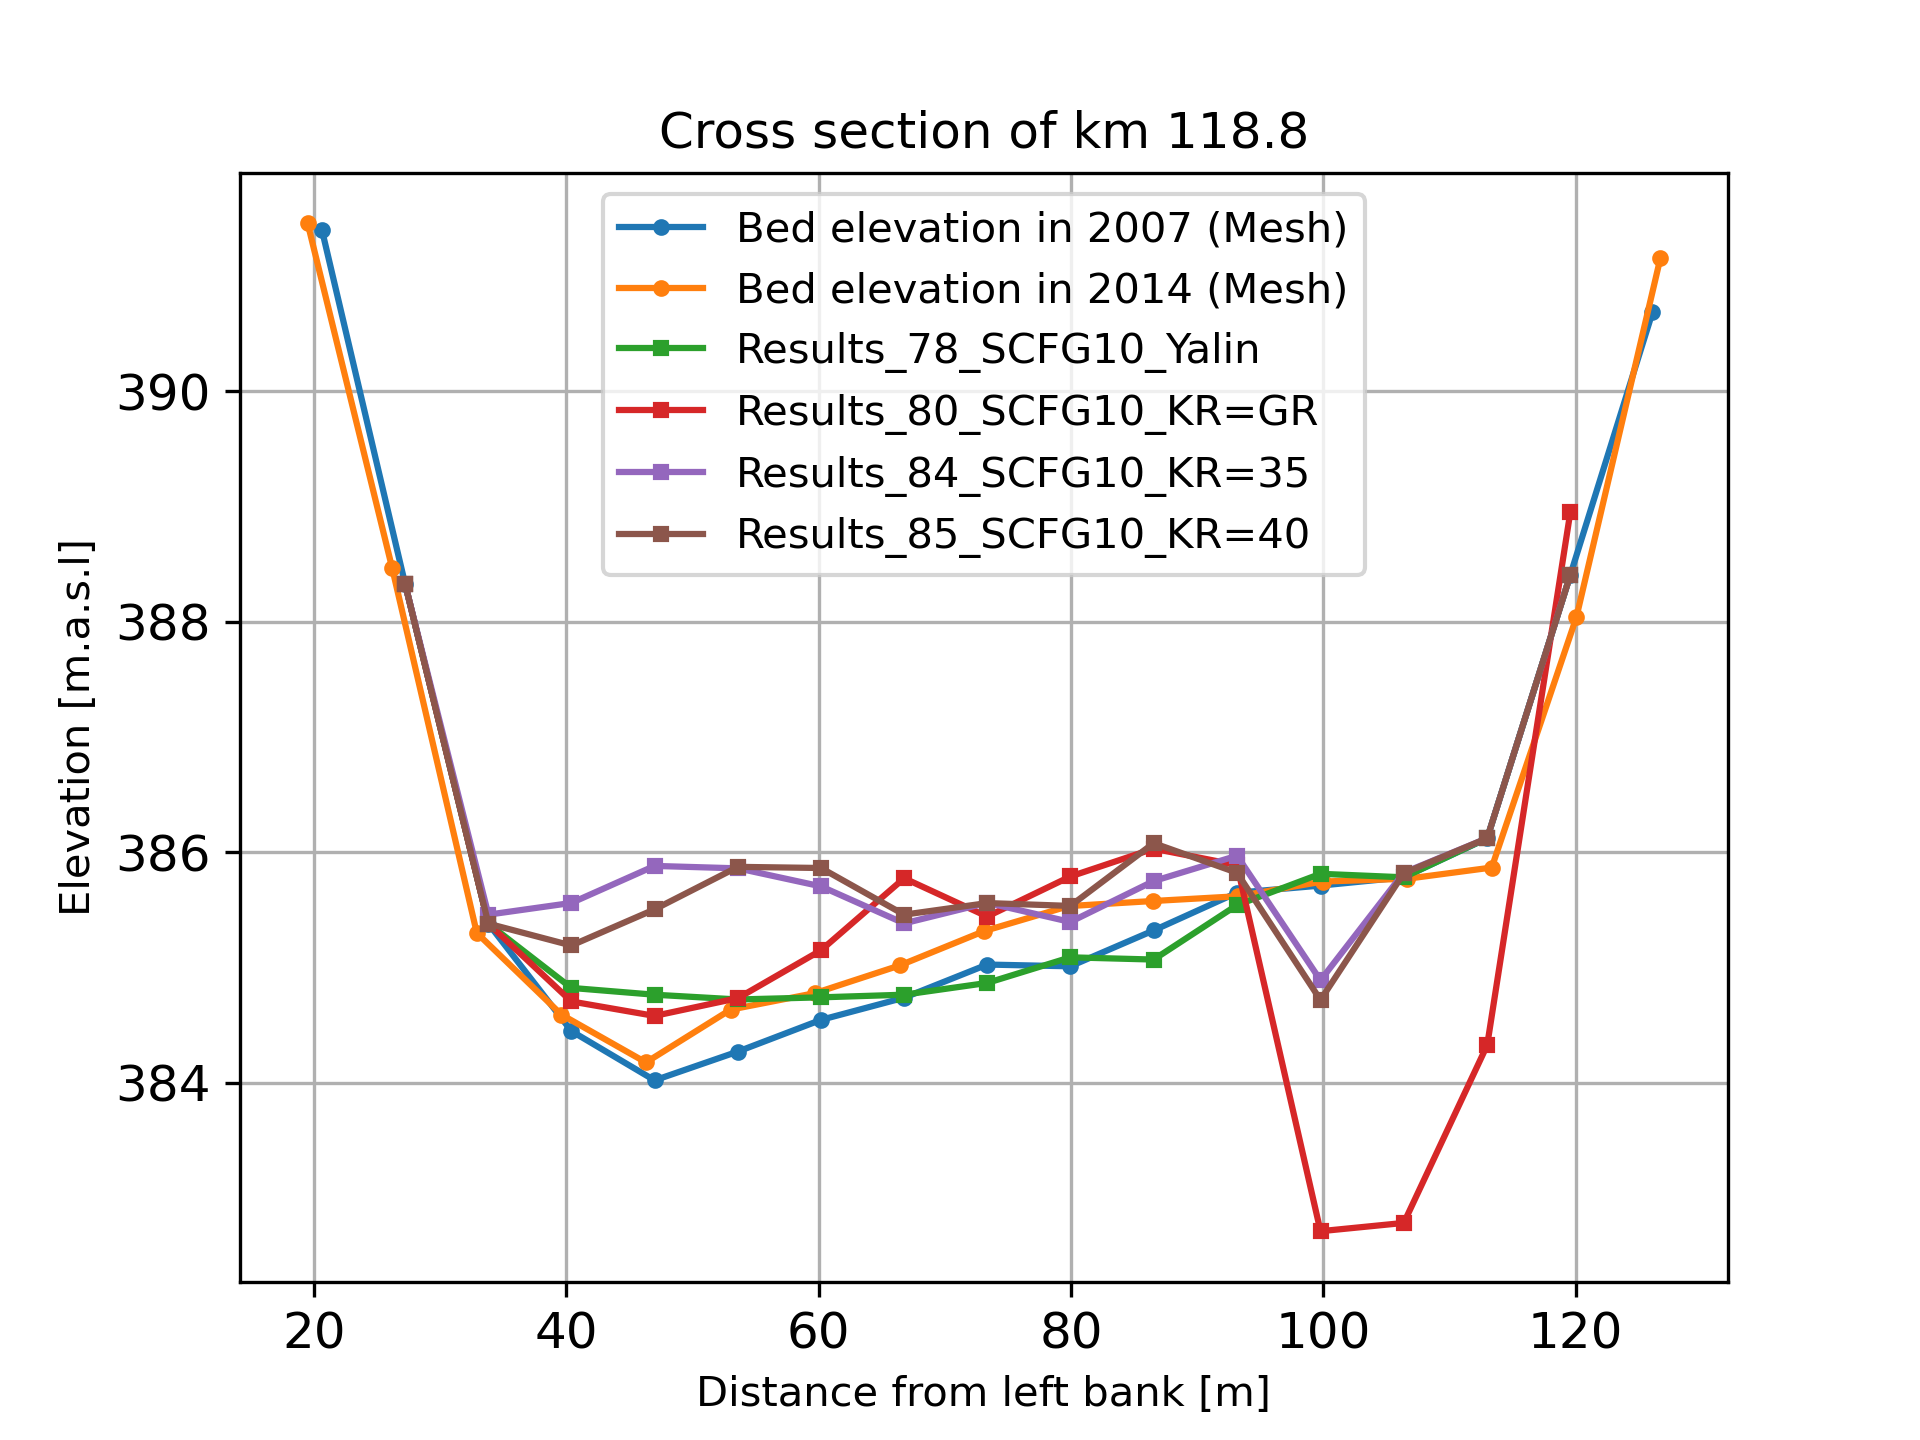 Cross section of km 118.8
Bed elevation in 2007 (Mesh)
Bed elevation in 2014 (Mesh)
Results_78_SCFG10_Yalin
Results_80_SCFG10_KR=GR
Results_84_SCFG10_KR=35
Results_85_SCFG10_KR=40
390
388
386
384
Elevation [m.a.s.l]
20 40 60 80 100 120
Distance from left bank [m]